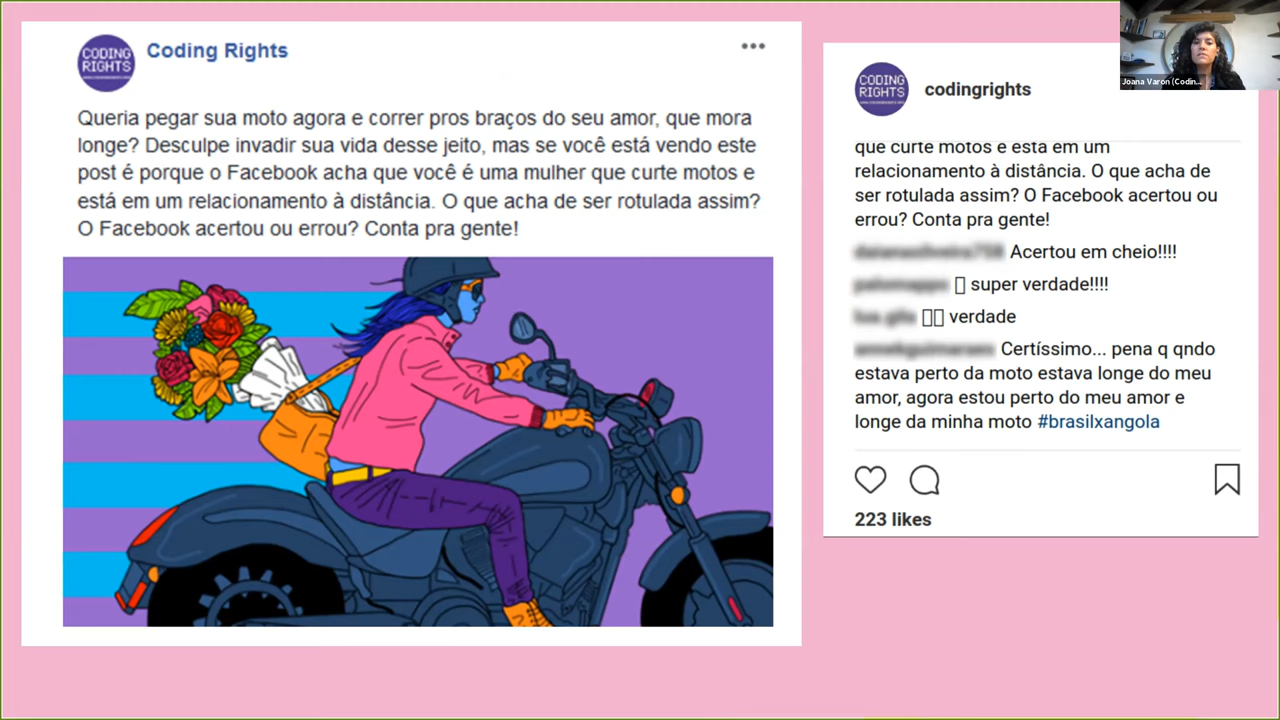 CODING
RIGHTS
Coding Rights
Queria pegar sua moto agora e correr pros braços do seu amor, que mora
longe? Desculpe invadir sua vida desse jeito, mas se você está vendo este
post é porque o Facebook acha que você é uma mulher que curte motos e
está em um relacionamento à distância. O que acha de ser rotulada assim?
O Facebook acertou ou errou? Conta pra gente!
CODING
RIGHTS
codingrights
que curte motos e esta em um
relacionamento à distância. O que acha de
ser rotulada assim? O Facebook acertou ou
errou? Conta pra gente!
Acertou em cheio!!!!
super verdade!!!!
verdade
Certíssimo... pena q qndo
estava perto da moto estava longe do meu
amor, agora estou perto do meu amor e
longe da minha moto #brasilxangola
223 likes
Joana Varon (Codin...